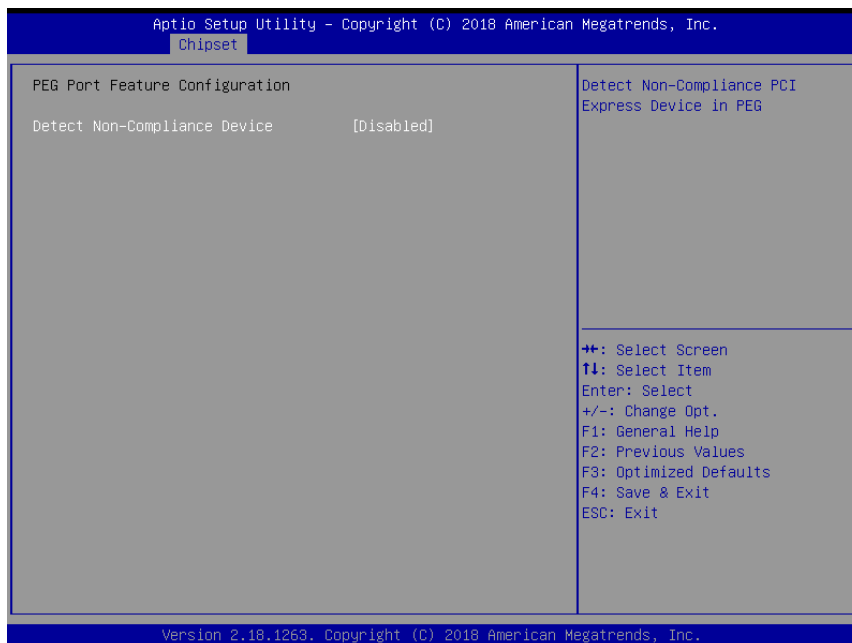 Aptio Setup Utility – Copyright (C) 2018 American Megatrends, Inc.
Chipset
PEG Port Feature Configuration
Detect Non-Compliance Device [Disabled]
Detect Non-Compliance PCI
Express Device in PEG
→←: Select Screen
↑↓: Select Item
Enter: Select
+/-: Change Opt.
F1: General Help
F2: Previous Values
F3: Optimized Defaults
F4: Save & Exit
ESC: Exit
Version 2.18.1263. Copyright (C) 2018 American Megatrends, Inc.